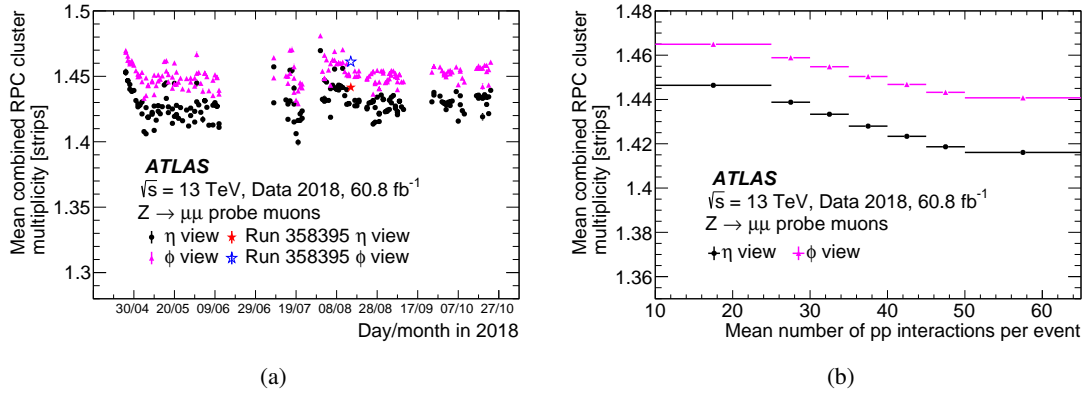 Mean combined RPC cluster
multiplicity [strips]
1.5
1.45
1.4
1.35
1.3
ATLAS
√s = 13 TeV, Data 2018, 60.8 fb⁻¹
Z → μμ probe muons
η view Run 358395 η view
ϕ view Run 358395 ϕ view
30/04 20/05 09/06 29/06 19/07 08/08 28/08 17/09 07/10 27/10
Day/month in 2018
(a)
Mean combined RPC cluster
multiplicity [strips]
1.48
1.46
1.44
1.42
1.4
1.38
1.36
ATLAS
√s = 13 TeV, Data 2018, 60.8 fb⁻¹
Z → μμ probe muons
η view ϕ view
10 20 30 40 50 60
Mean number of pp interactions per event
(b)